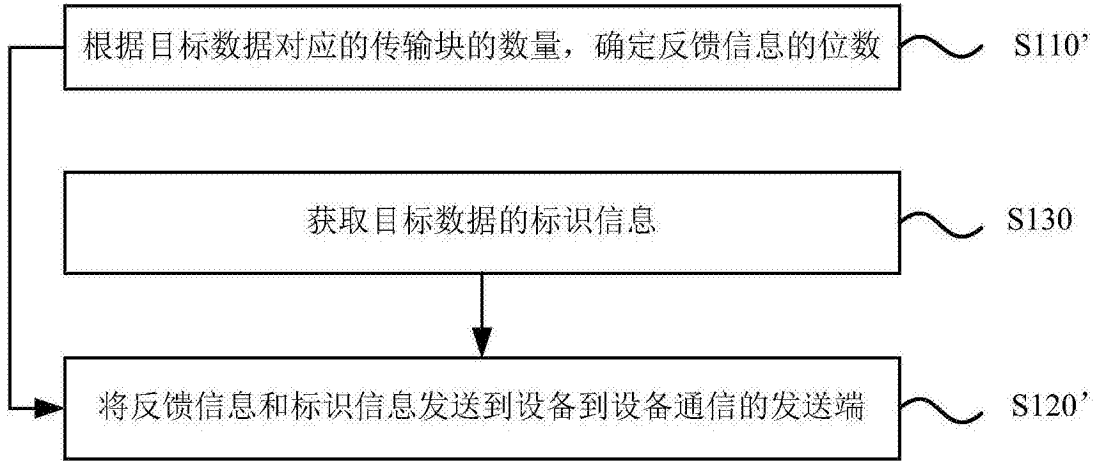 根据目标数据对应的传输块的数量，确定反馈信息的位数 S110’
获取目标数据的标识信息 S130
将反馈信息和标识信息发送到设备到设备通信的发送端 S120’